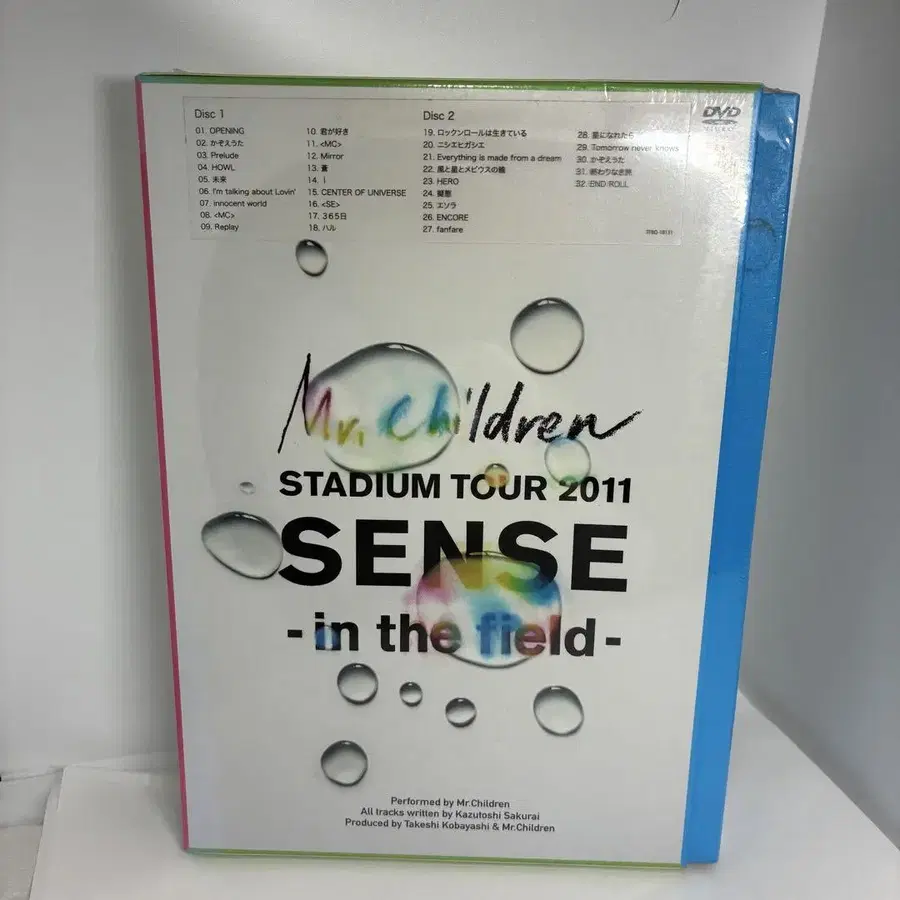 Disc 1
01. OPENING
02. かぞえうた
03. Prelude
04. HOWL
05. 未来
06. I'm talking about Lovin'
07. innocent world
08. <MC>
09. Replay
10. 君が好き
11. <MC>
12. Mirror
13. 蒼
14. I
15. CENTER OF UNIVERSE
16. <SE>
17. 365日
18. ハル
Disc 2
19. ロックンロールは生きている
20. ニシエヒガシエ
21. Everything is made from a dream
22. 風と星とメビウスの輪
23. HERO
24. 擬態
25. エソラ
26. ENCORE
27. fanfare
28. 星になれたら
29. Tomorrow never knows
30. かぞえうた
31. 終わりなき旅
32. END ROLL
DVD
Mr. Children
STADIUM TOUR 2011
SENSE
- in the field -
Performed by Mr.Children
All tracks written by Kazutoshi Sakurai
Produced by Takeshi Kobayashi & Mr.Children